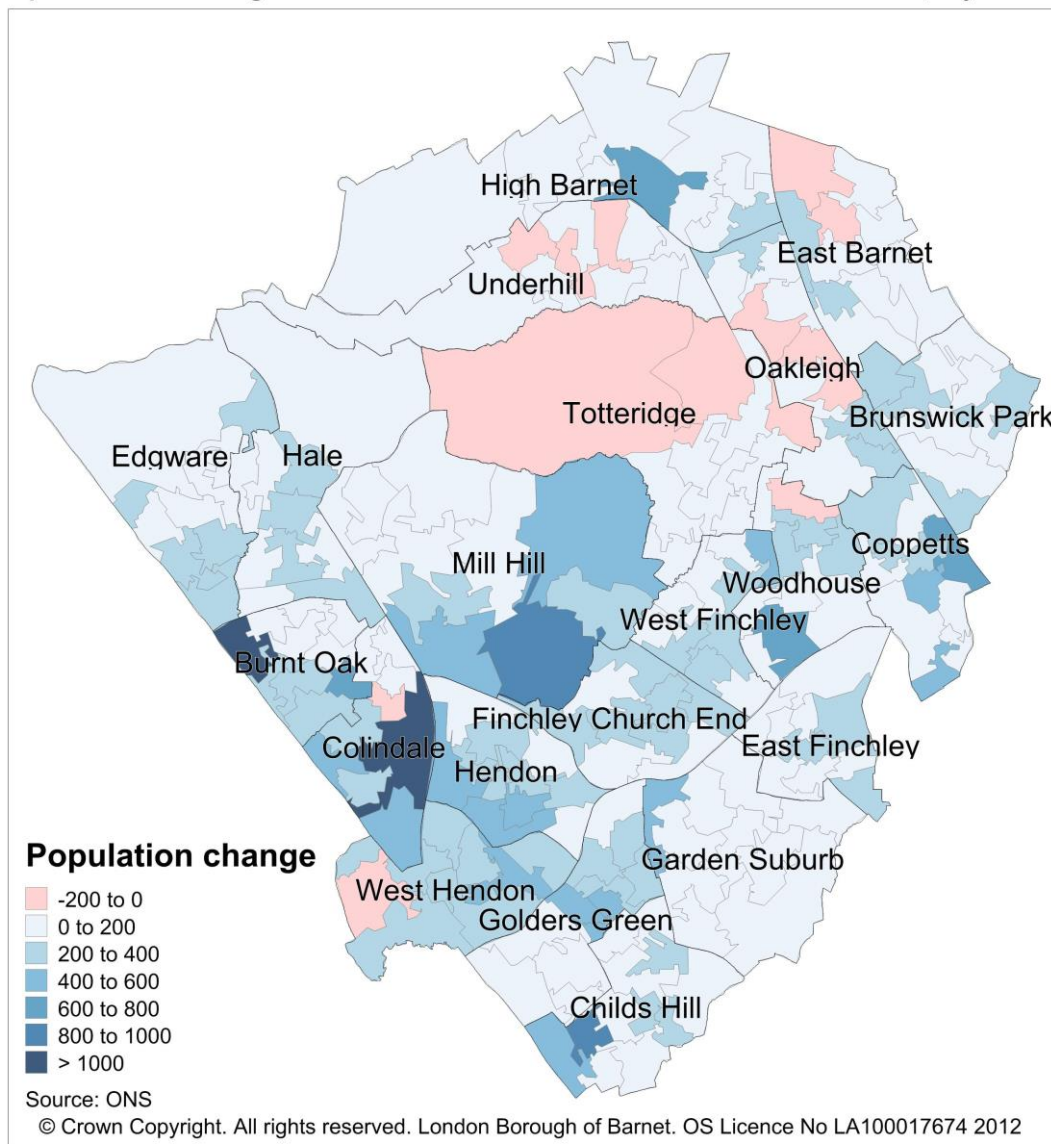 High Barnet
East Barnet
Underhill
Oakleigh
Totteridge
Brunswick Park
Edgware
Hale
Coppetts
Mill Hill
Woodhouse
West Finchley
Burnt Oak
Finchley Church End
Colindale
East Finchley
Hendon
Population change
Garden Suburb
-200 to 0
West Hendon
0 to 200
Golders Green
200 to 400
400 to 600
600 to 800
Childs Hill
800 to 1000
> 1000
Source: ONS
© Crown Copyright. All rights reserved. London Borough of Barnet. OS Licence No LA100017674 2012